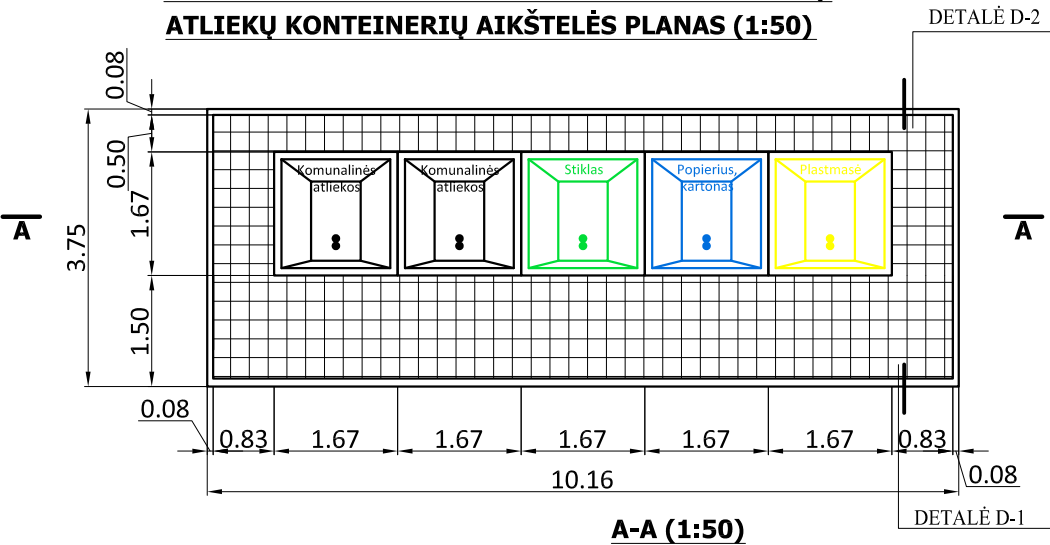 ATLIEKŲ KONTEINERIŲ AIKŠTELĖS PLANAS (1:50)
DETALĖ D-2
0.08
0.50
1.67
3.75
1.50
Komunalinės
atliekos
Komunalinės
atliekos
Stiklas
Popierius,
kartonas
Plastmasė
A
A
0.08
0.83
1.67
1.67
1.67
1.67
1.67
0.83
0.08
10.16
DETALĖ D-1
A-A (1:50)